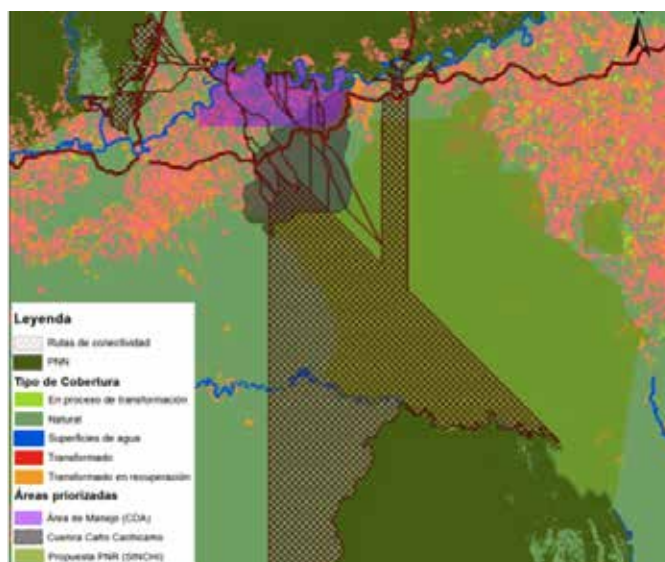 Leyenda
Rutas de conectividad
PNN
Tipo de Cobertura
En proceso de transformación
Natural
Superficies de agua
Transformado
Transformado en recuperación
Áreas priorizadas
Área de Manejo (CDA)
Cuenca Caño
Propuesta PNR (SINCHI)